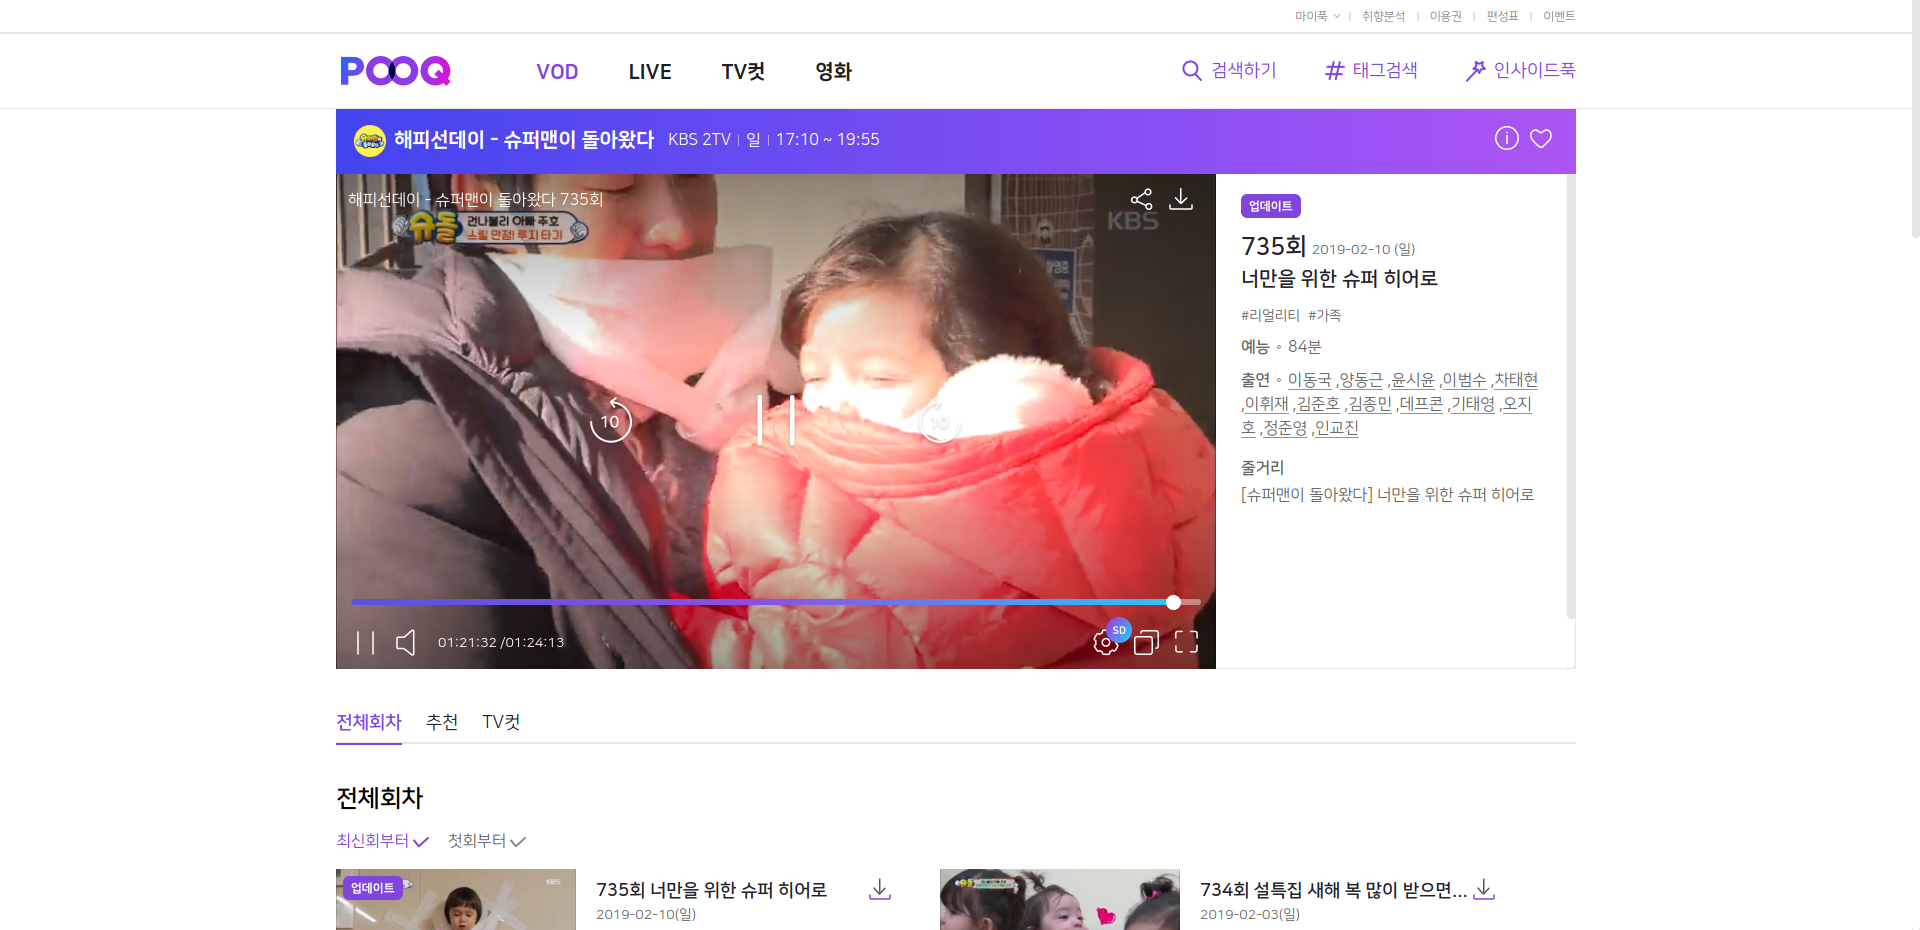 마이푹
취향분석
이용권
편성표
이벤트
POOQ
VOD
LIVE
TV컷
영화
검색하기
태그검색
인사이드푹
해피선데이 - 슈퍼맨이 돌아왔다 KBS 2TV 일 17:10 ~ 19:55
해피선데이 - 슈퍼맨이 돌아왔다 735회
슈돌
건나블리 아빠 주호
스릴 만점! 루지 타기
KBS
10
10
01:21:32 /01:24:13
SD
업데이트
735회 2019-02-10 (일)
너만을 위한 슈퍼 히어로
#리얼리티 #가족
예능 ∘ 84분
출연 ∘ 이동국 ,양동근 ,윤시윤 ,이범수 ,차태현
,이휘재 ,김준호 ,김종민 ,데프콘 ,기태영 ,오지
호 ,정준영 ,인교진
줄거리
[슈퍼맨이 돌아왔다] 너만을 위한 슈퍼 히어로
전체회차
추천
TV컷
전체회차
최신회부터
첫회부터
업데이트
KBS
735회 너만을 위한 슈퍼 히어로
2019-02-10(일)
슈돌
734회 설특집 새해 복 많이 받으면...
2019-02-03(일)